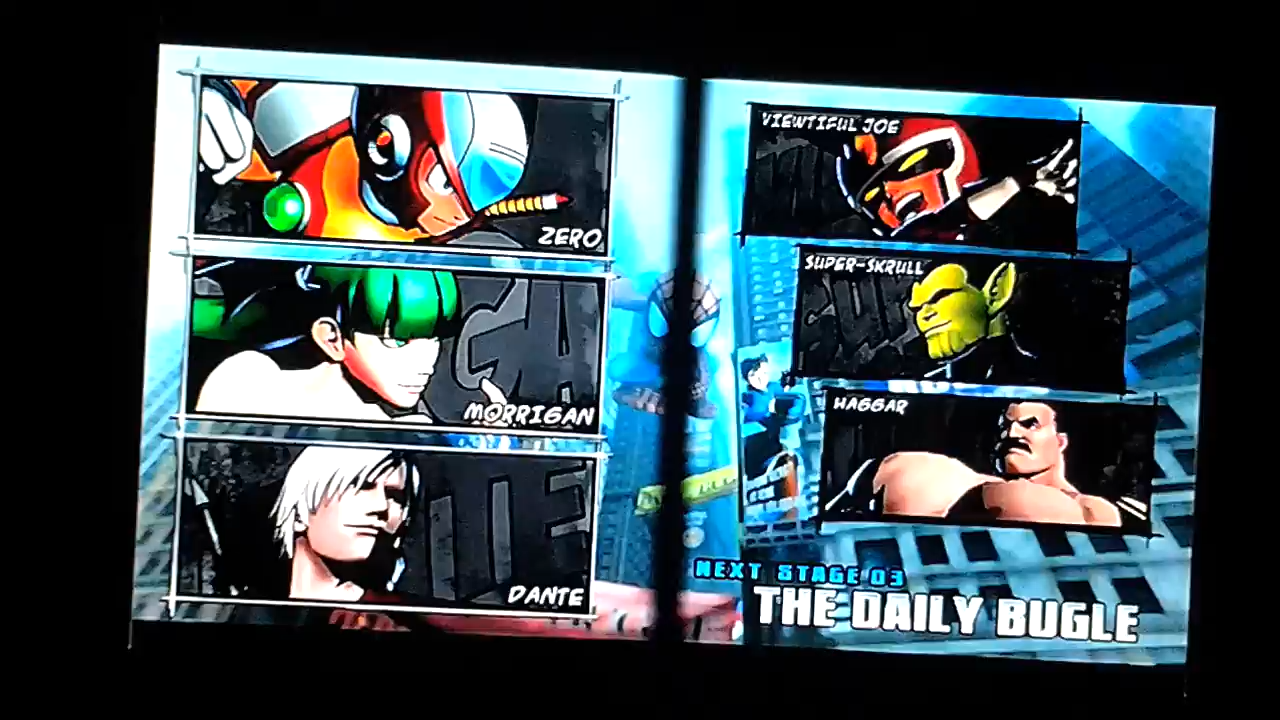 ZERO
MORRIGAN
DANTE
VIEWTIFUL JOE
SUPER-SKRULL
HAGGAR
NEXT STAGE 03
THE DAILY BUGLE